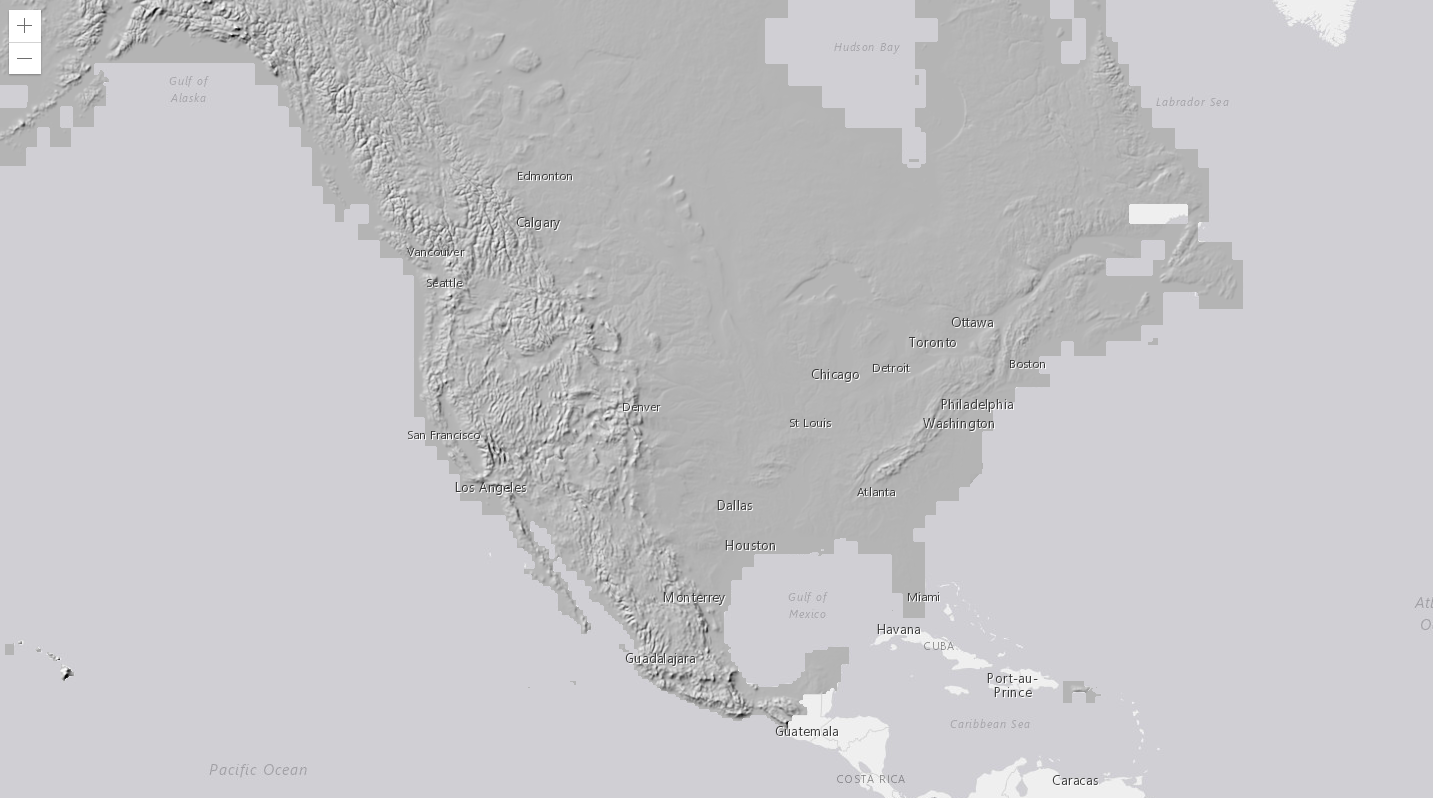 Hudson Bay
Gulf of
Alaska
Labrador Sea
Edmonton
Calgary
Vancouver
Seattle
Ottawa
Toronto
Boston
Detroit
Chicago
Denver
Philadelphia
St Louis
Washington
San Francisco
Los Angeles
Atlanta
Dallas
Houston
Monterrey
Gulf of
Mexico
Miami
Atl
O
Havana
CUBA
Guadalajara
Port-au-
Prince
Caribbean Sea
Guatemala
Pacific Ocean
COSTA RICA
Caracas